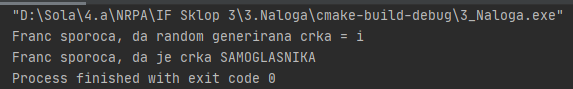 "D:\Sola\4.a\NRPA\IF Sklop 3\3.Naloga\cmake-build-debug\3_Naloga.exe"
Franc sporoca, da random generirana crka = i
Franc sporoca, da je crka SAMOGLASNIKA
Process finished with exit code 0